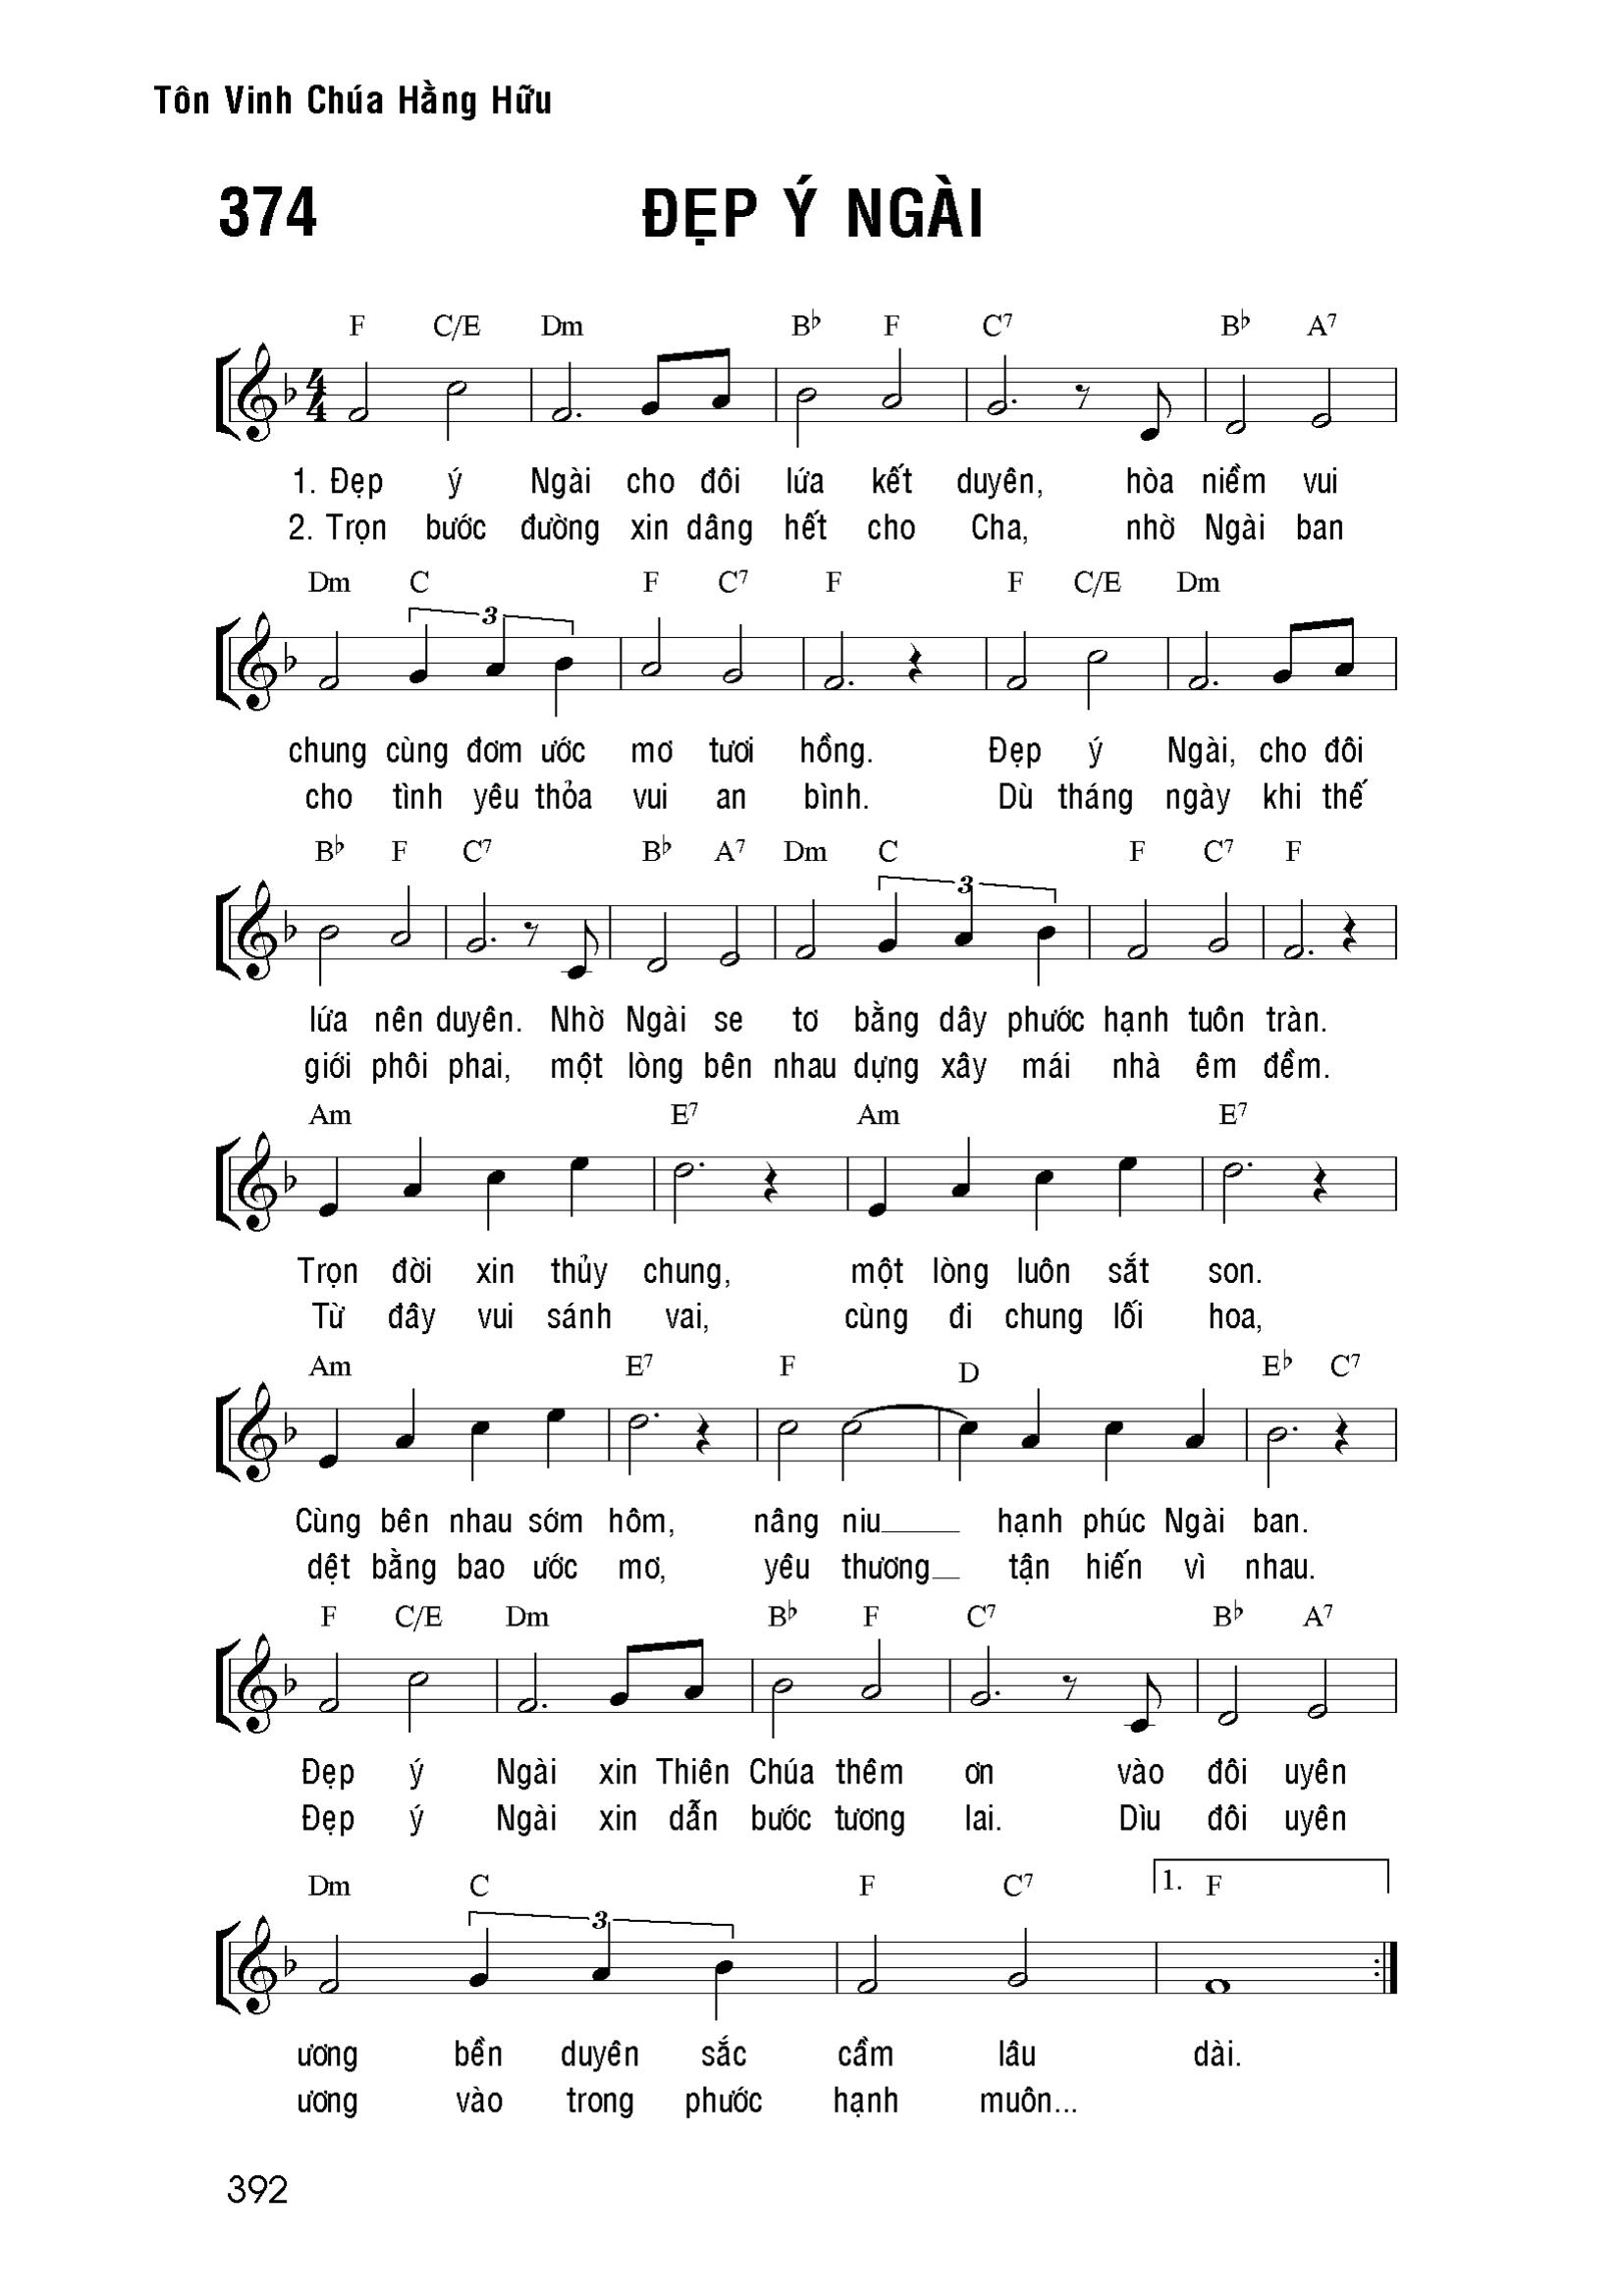 Tôn Vinh Chúa Hằng Hữu
374 ĐẸP Ý NGÀI
F C/E Dm B♭ F C7 B♭ A7
1. Đẹp ý Ngài cho đôi lứa kết duyên, hòa niềm vui
2. Trọn bước đường xin dâng hết cho Cha, nhờ Ngài ban
Dm C F C7 F F C/E Dm
3
chung cùng đơm ước mơ tươi hồng. Đẹp ý Ngài, cho đôi
cho tình yêu thỏa vui an bình. Dù tháng ngày khi thế
B♭ F C7 B♭ A7 Dm C F C7 F
3
lứa nên duyên. Nhờ Ngài se tơ bằng dây phước hạnh tuôn tràn.
giới phôi phai, một lòng bên nhau dựng xây mái nhà êm đềm.
Am E7 Am E7
Trọn đời xin thủy chung, một lòng luôn sắt son.
Từ đây vui sánh vai, cùng đi chung lối hoa,
Am E7 F D E♭ C7
Cùng bên nhau sớm hôm, nâng niu hạnh phúc Ngài ban.
dệt bằng bao ước mơ, yêu thương tận hiến vì nhau.
F C/E Dm B♭ F C7 B♭ A7
Đẹp ý Ngài xin Thiên Chúa thêm ơn vào đôi uyên
Đẹp ý Ngài xin dẫn bước tương lai. Dìu đôi uyên
Dm C F C7 1. F
3
ương bền duyên sắc cầm lâu dài.
ương vào trong phước hạnh muôn...
392